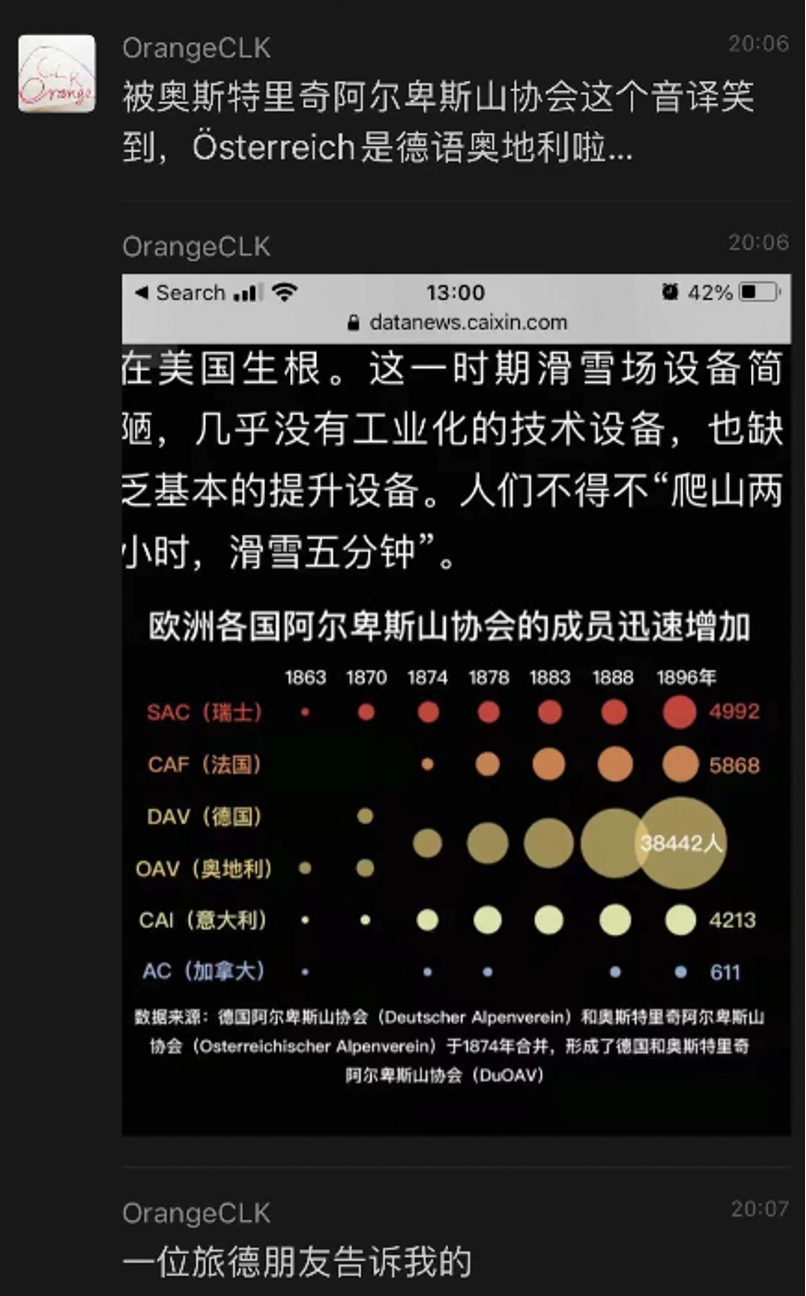 OrangeCLK 20:06
被奥斯特里奇阿尔卑斯山协会这个音译笑
到，Österreich是德语奥地利啦...
OrangeCLK 20:06
Search 13:00 42%
datanews.caixin.com
在美国生根。这一时期滑雪场设备简
陋，几乎没有工业化的技术设备，也缺
乏基本的提升设备。人们不得不“爬山两
小时，滑雪五分钟”。
欧洲各国阿尔卑斯山协会的成员迅速增加
1863 1870 1874 1878 1883 1888 1896年
SAC（瑞士） 4992
CAF（法国） 5868
DAV（德国）
38442人
OAV（奥地利）
CAI（意大利） 4213
AC（加拿大） 611
数据来源：德国阿尔卑斯山协会（Deutscher Alpenverein）和奥斯特里奇阿尔卑斯山
协会（Osterreichischer Alpenverein）于1874年合并，形成了德国和奥斯特里奇
阿尔卑斯山协会（DuOAV）
OrangeCLK 20:07
一位旅德朋友告诉我的